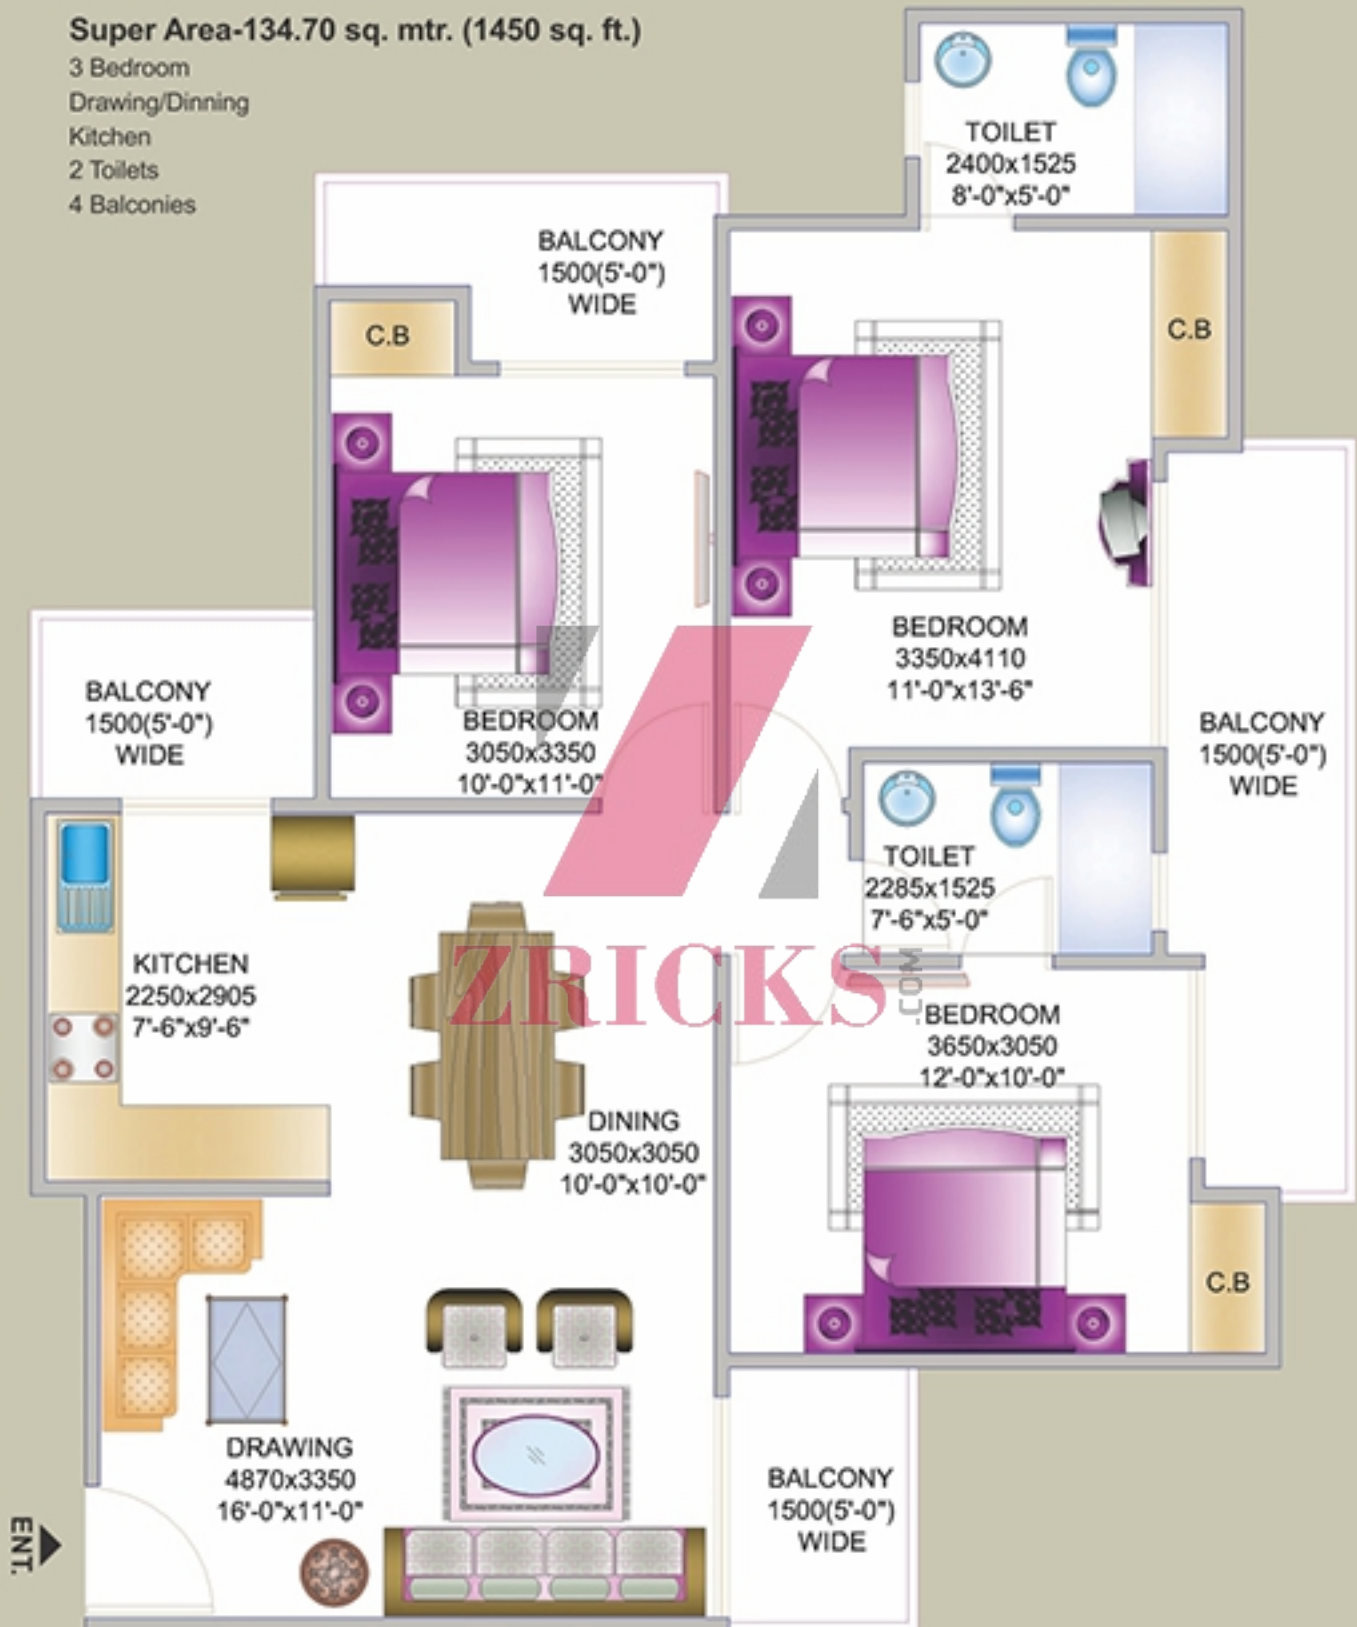 Super Area-134.70 sq. mtr. (1450 sq. ft.)
3 Bedroom
Drawing/Dinning
Kitchen
2 Toilets
4 Balconies
TOILET
2400x1525
8'-0"x5'-0"
BALCONY
1500(5'-0")
WIDE
C.B
C.B
BEDROOM
3350x4110
11'-0"x13'-6"
BALCONY
1500(5'-0")
WIDE
BEDROOM
3050x3350
10'-0"x11'-0"
BALCONY
1500(5'-0")
WIDE
TOILET
2285x1525
7'-6"x5'-0"
KITCHEN
2250x2905
7'-6"x9'-6"
ZRICKS
.COM
BEDROOM
3650x3050
12'-0"x10'-0"
DINING
3050x3050
10'-0"x10'-0"
C.B
DRAWING
4870x3350
16'-0"x11'-0"
BALCONY
1500(5'-0")
WIDE
ENT.